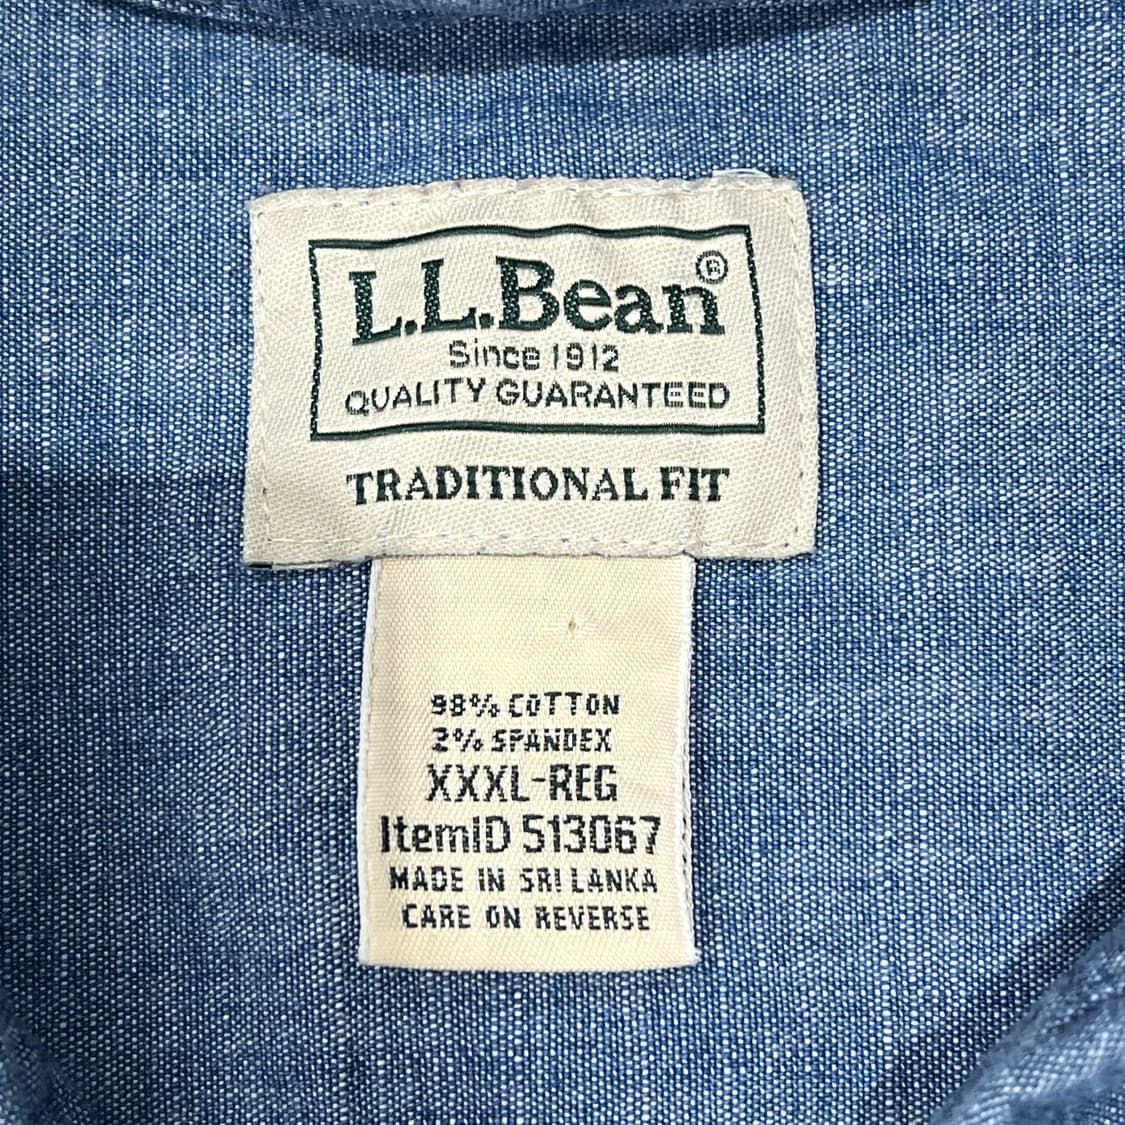 L.L.Bean®
Since 1912
QUALITY GUARANTEED
TRADITIONAL FIT
98% COTTON
2% SPANDEX
XXXL-REG
ItemID 513067
MADE IN SRI LANKA
CARE ON REVERSE